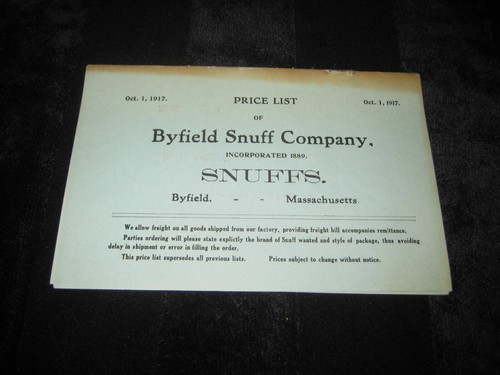 Oct. 1, 1917. PRICE LIST Oct. 1, 1917.
OF
Byfield Snuff Company,
INCORPORATED 1889.
SNUFFS.
Byfield, - - Massachusetts.
We allow freight on all goods shipped from our factory, providing freight bill accompanies remittance.
Parties ordering will please state explicitly the brand of Snuff wanted and style of package, thus avoiding
delay in shipment or error in filling the order.
This price list supersedes all previous lists. Prices subject to change without notice.